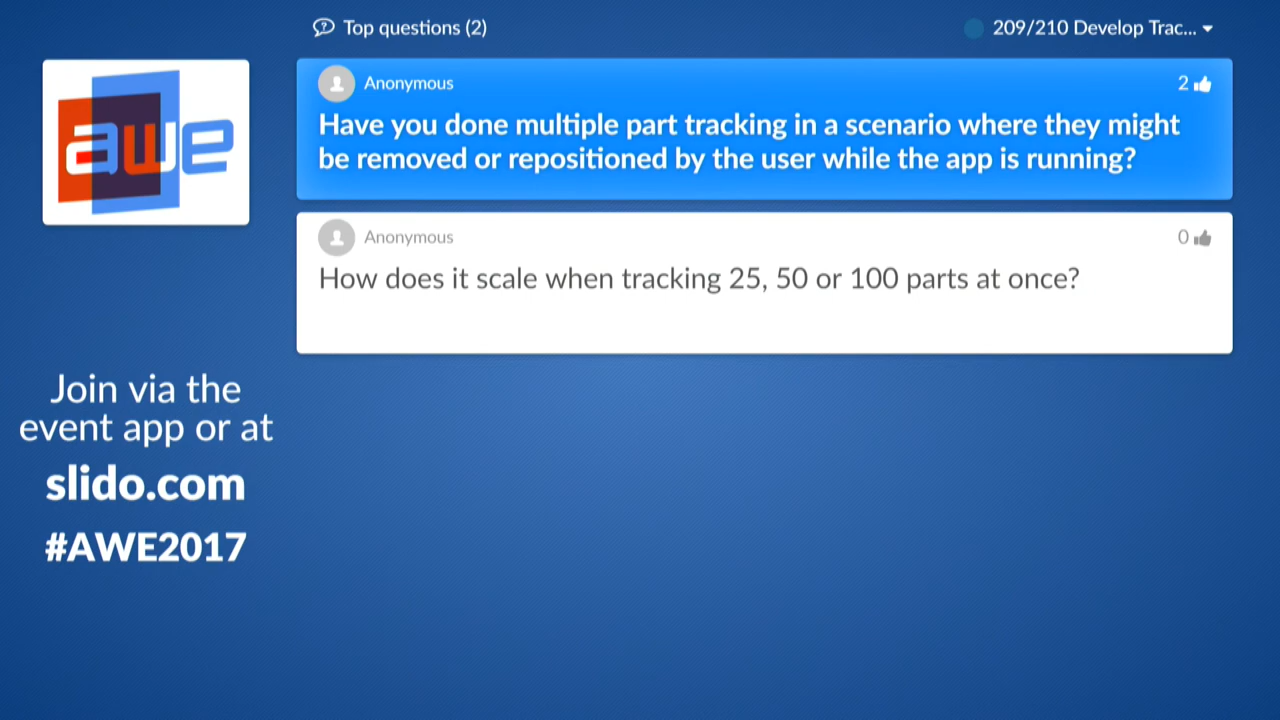 Top questions (2)
209/210 Develop Trac...
awe
Anonymous
2
Have you done multiple part tracking in a scenario where they might
be removed or repositioned by the user while the app is running?
Anonymous
0
How does it scale when tracking 25, 50 or 100 parts at once?
Join via the
event app or at
slido.com
#AWE2017